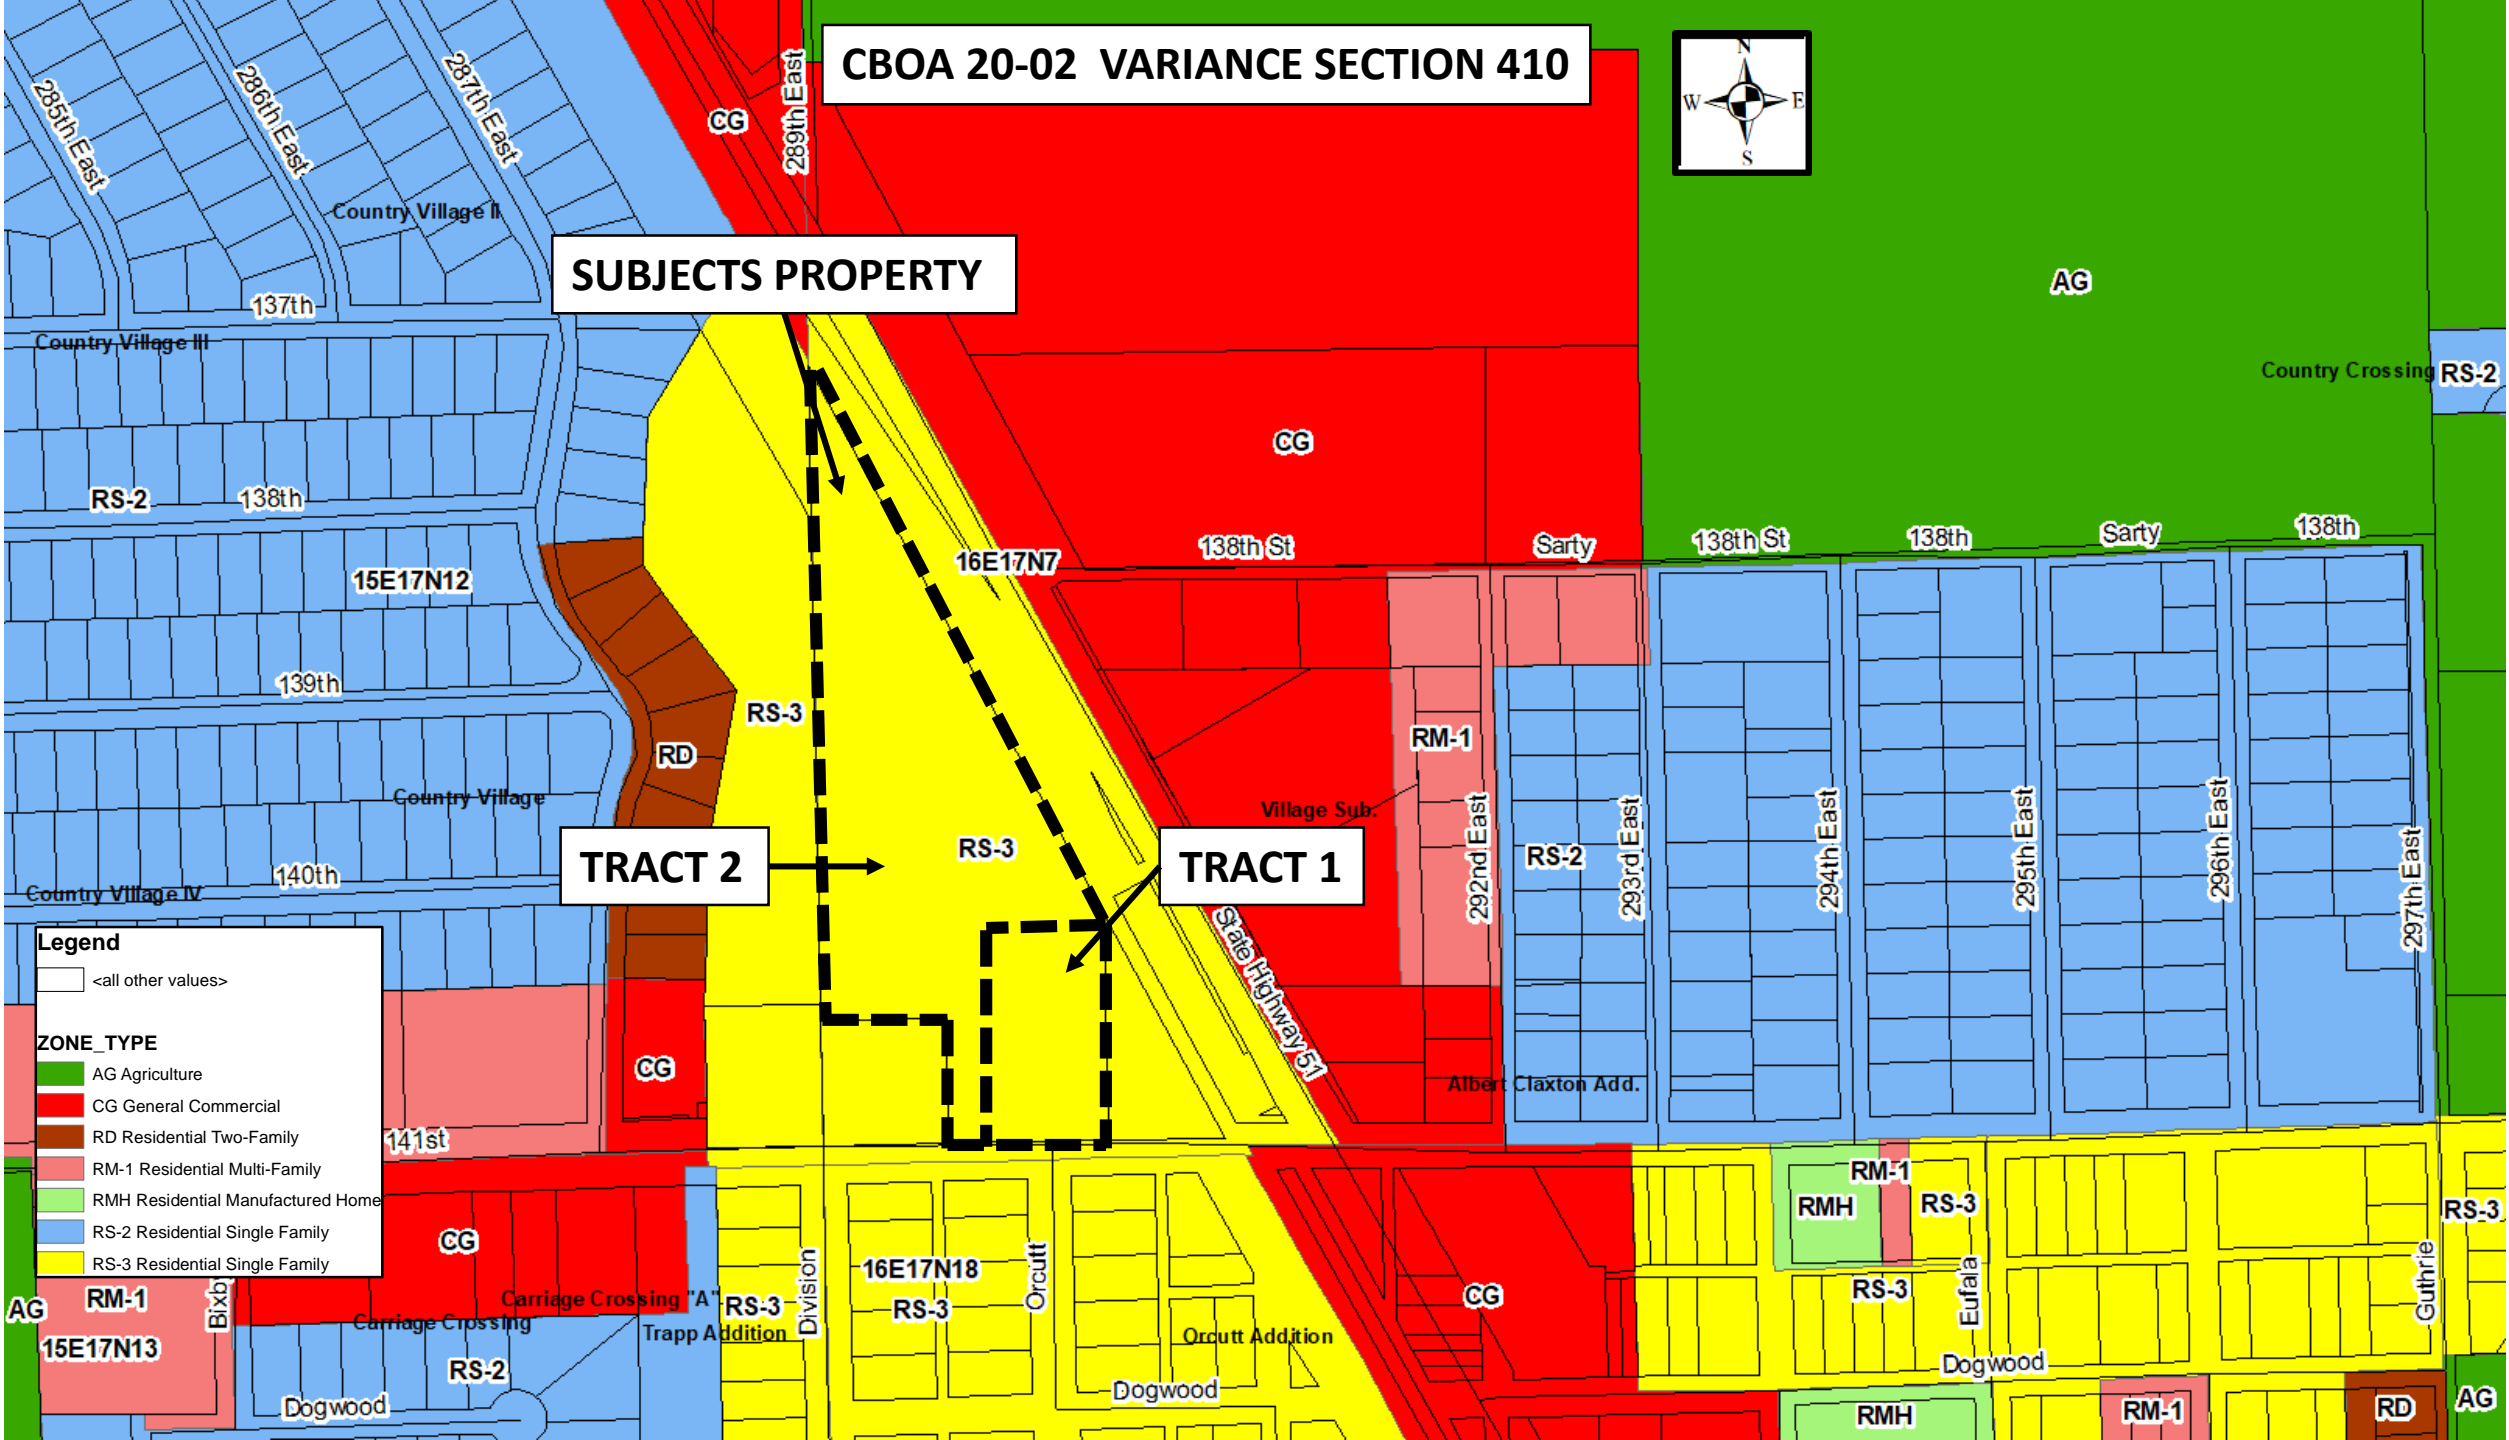 CBOA 20-02 VARIANCE SECTION 410
N
W
E
S
285th East
286th East
287th East
289th East
CG
Country Village II
SUBJECTS PROPERTY
AG
137th
Country Village III
Country Crossing
RS-2
CG
RS-2
138th
16E17N7
138th St
Sarty
138th St
138th
Sarty
138th
15E17N12
139th
RS-3
RD
RM-1
Country Village
Village Sub.
RS-3
TRACT 2
TRACT 1
292nd East
RS-2
293rd East
294th East
295th East
296th East
297th East
140th
Country Village IV
State Highway 51
Legend
<all other values>
ZONE_TYPE
AG Agriculture
CG General Commercial
RD Residential Two-Family
RM-1 Residential Multi-Family
RMH Residential Manufactured Home
RS-2 Residential Single Family
RS-3 Residential Single Family
CG
Albert Claxton Add.
141st
CG
RM-1
RMH
RS-3
RS-3
AG
RM-1
Bixby
15E17N13
Carriage Crossing "A"
Carriage Crossing
Trapp Addition
RS-3
Division
16E17N18
RS-3
Orcutt
Orcutt Addition
CG
RS-3
Eufala
Guthrie
RS-2
Dogwood
Dogwood
Dogwood
RMH
RM-1
RD
AG